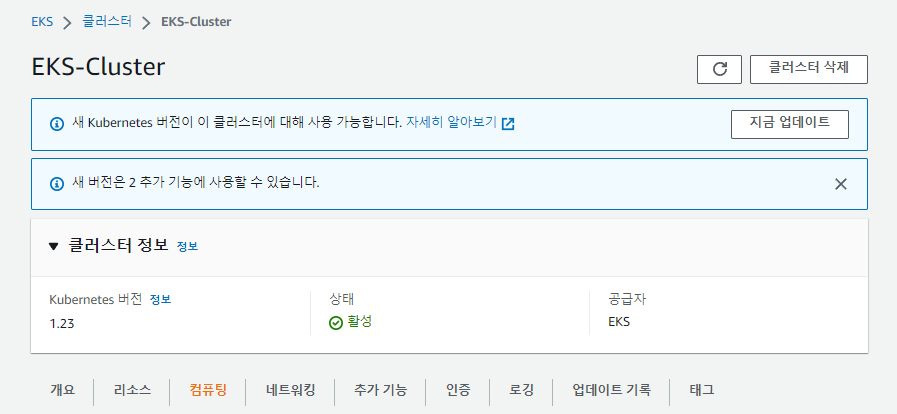 EKS > 클러스터 > EKS-Cluster
EKS-Cluster
클러스터 삭제
새 Kubernetes 버전이 이 클러스터에 대해 사용 가능합니다. 자세히 알아보기
지금 업데이트
새 버전은 2 추가 기능에 사용할 수 있습니다.
클러스터 정보 정보
Kubernetes 버전 정보
1.23
상태
활성
공급자
EKS
개요 리소스 컴퓨팅 네트워킹 추가 기능 인증 로깅 업데이트 기록 태그